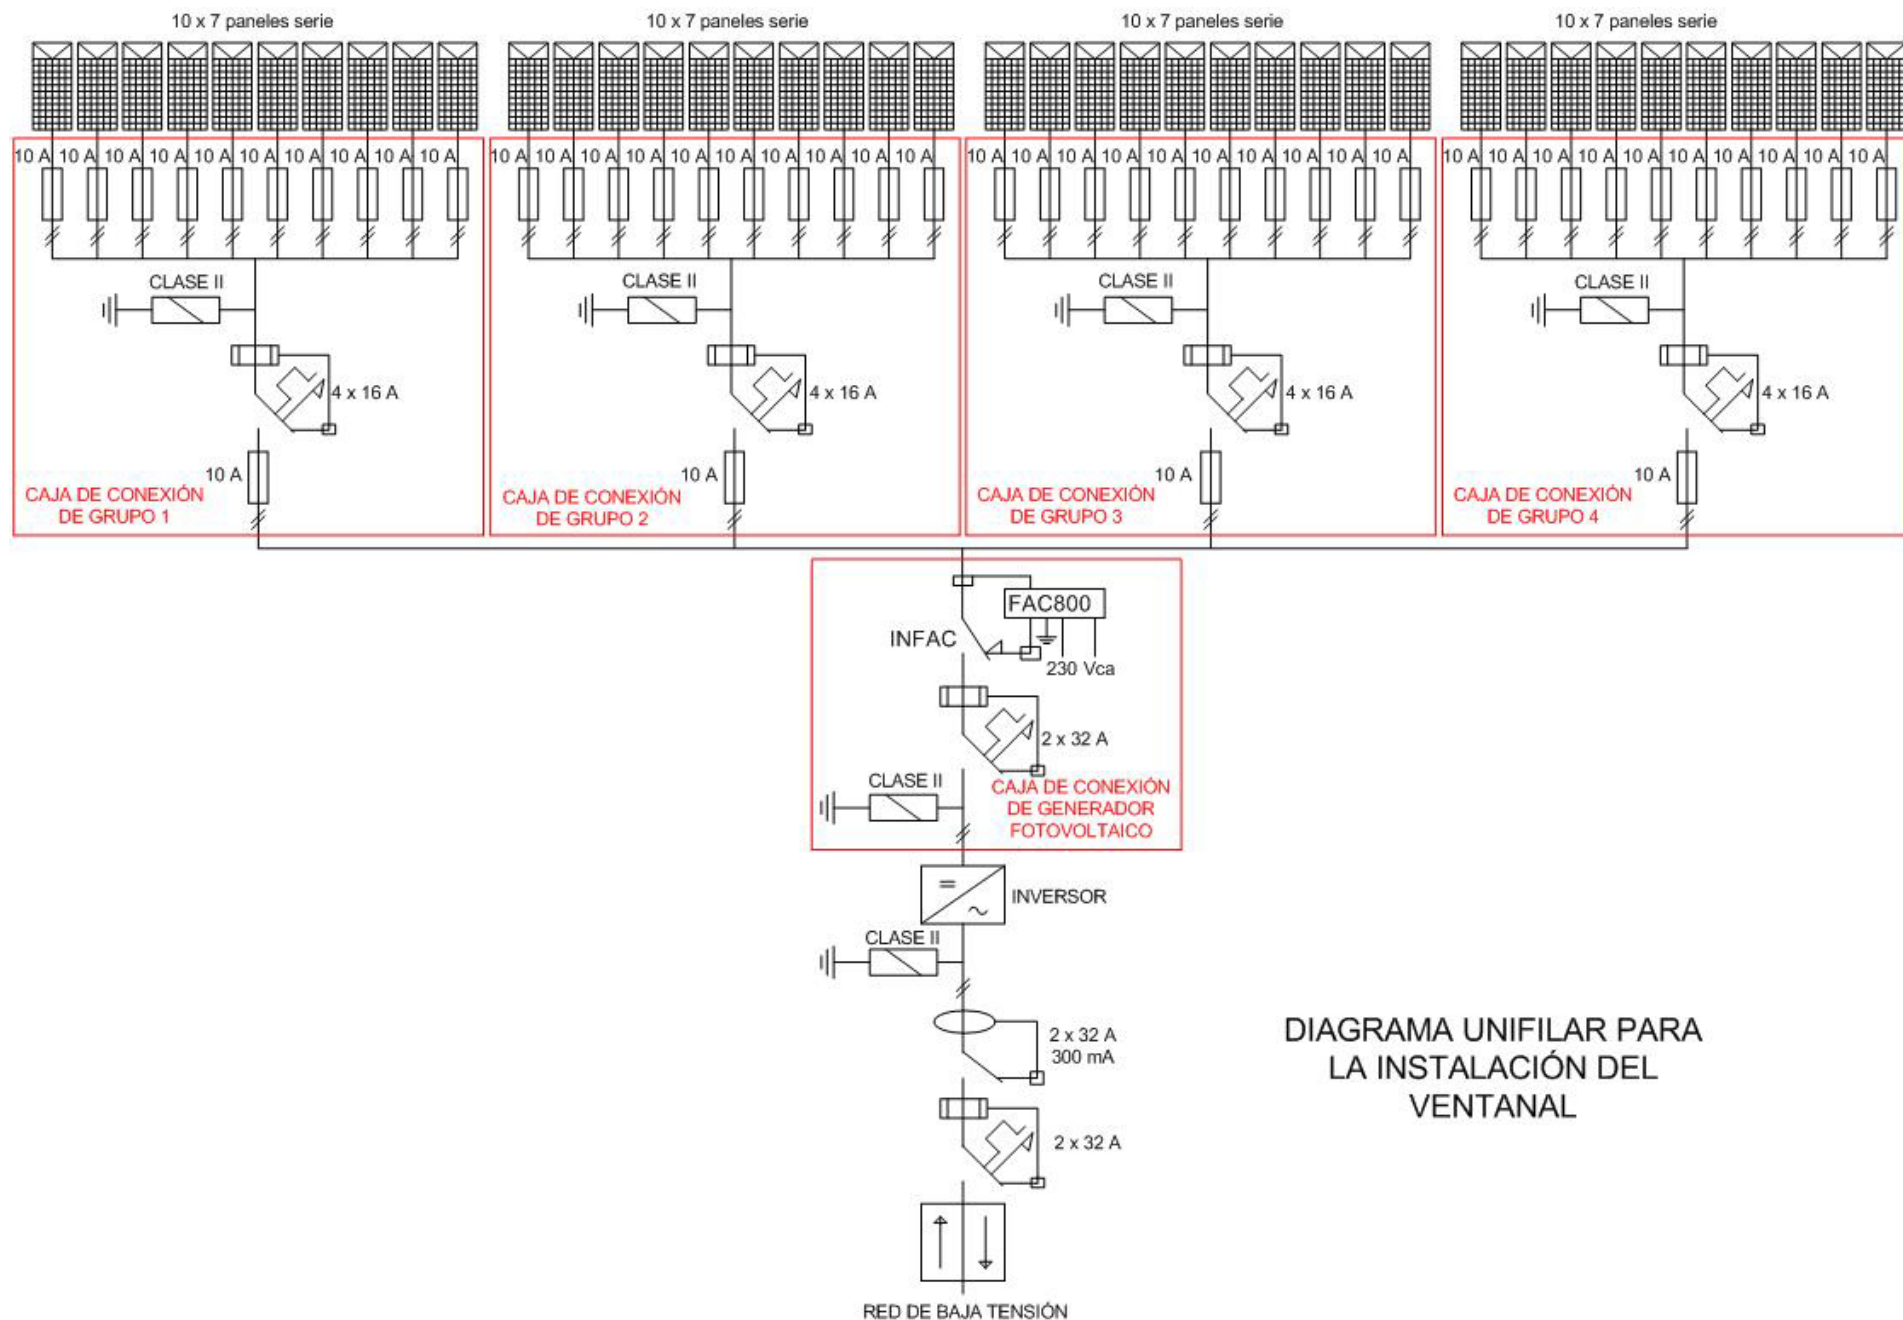 10 x 7 paneles serie
10 x 7 paneles serie
10 x 7 paneles serie
10 x 7 paneles serie
10 A 10 A 10 A 10 A 10 A 10 A 10 A 10 A 10 A 10 A
10 A 10 A 10 A 10 A 10 A 10 A 10 A 10 A 10 A 10 A
10 A 10 A 10 A 10 A 10 A 10 A 10 A 10 A 10 A 10 A
10 A 10 A 10 A 10 A 10 A 10 A 10 A 10 A 10 A 10 A
CLASE II
CLASE II
CLASE II
CLASE II
4 x 16 A
4 x 16 A
4 x 16 A
4 x 16 A
10 A
10 A
10 A
10 A
CAJA DE CONEXIÓN
DE GRUPO 1
CAJA DE CONEXIÓN
DE GRUPO 2
CAJA DE CONEXIÓN
DE GRUPO 3
CAJA DE CONEXIÓN
DE GRUPO 4
FAC800
INFAC
230 Vca
2 x 32 A
CLASE II
CAJA DE CONEXIÓN
DE GENERADOR
FOTOVOLTAICO
INVERSOR
CLASE II
2 x 32 A
300 mA
2 x 32 A
DIAGRAMA UNIFILAR PARA
LA INSTALACIÓN DEL
VENTANAL
RED DE BAJA TENSIÓN